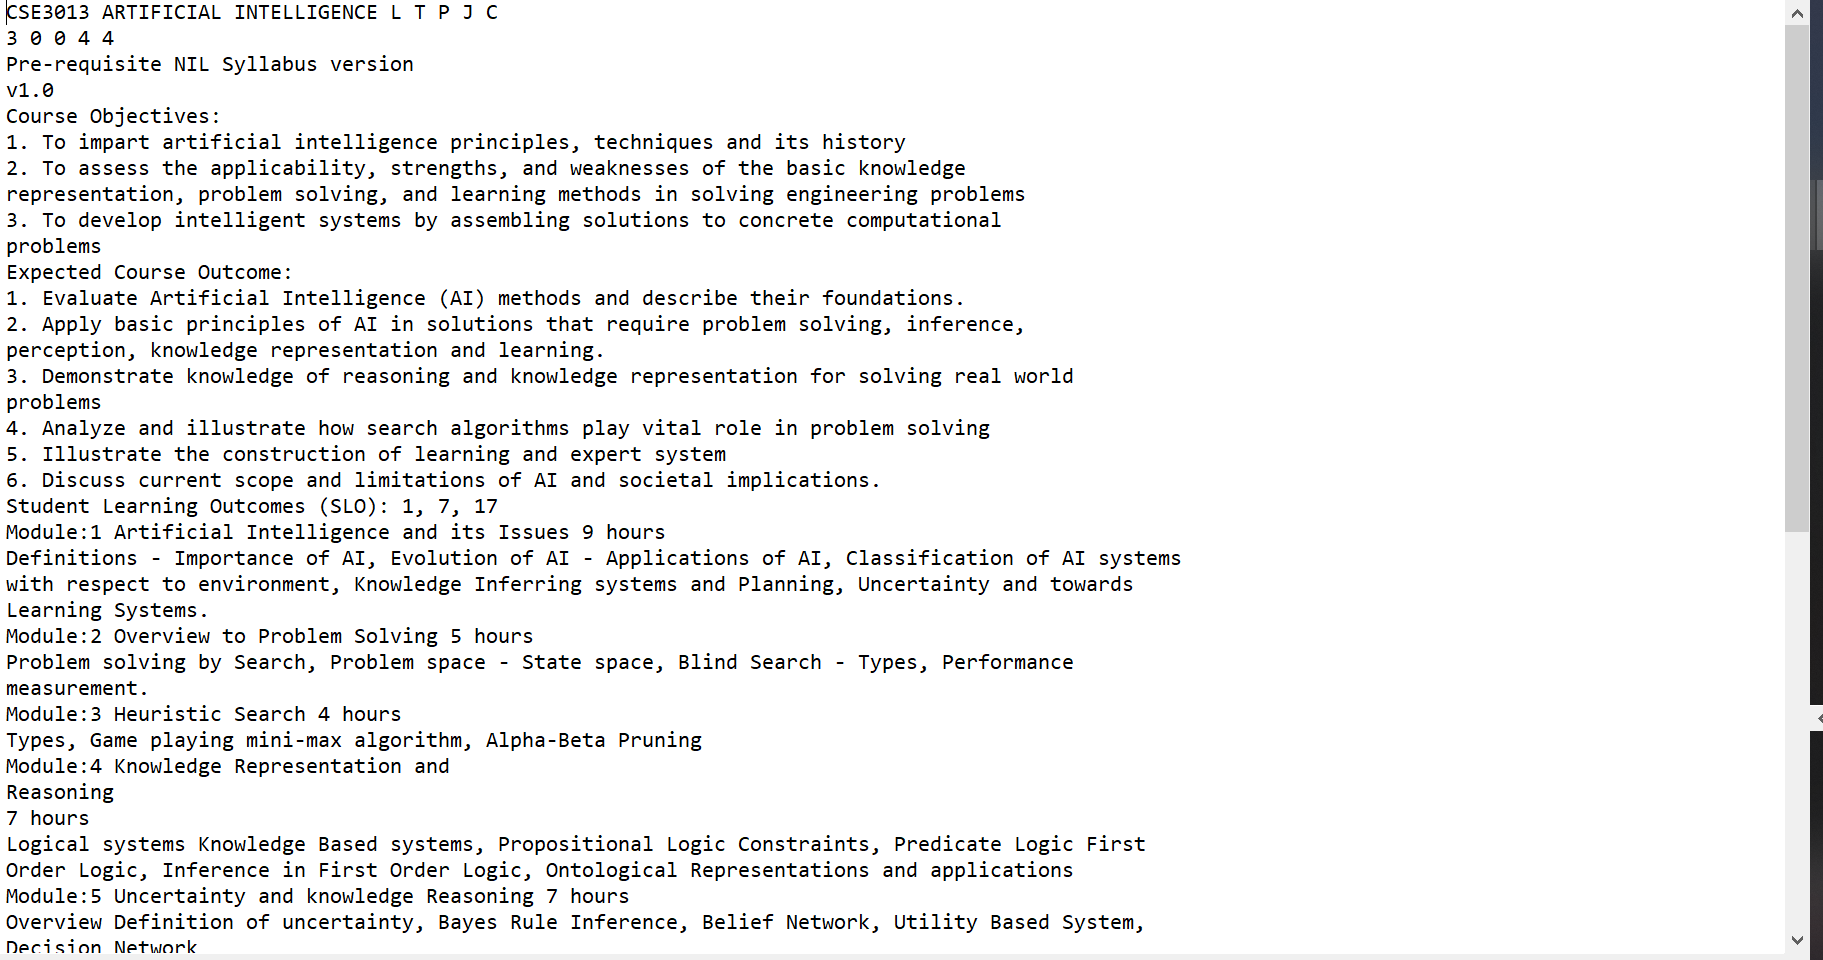 CSE3013 ARTIFICIAL INTELLIGENCE L T P J C
3 0 0 4 4
Pre-requisite NIL Syllabus version
v1.0
Course Objectives:
1. To impart artificial intelligence principles, techniques and its history
2. To assess the applicability, strengths, and weaknesses of the basic knowledge
representation, problem solving, and learning methods in solving engineering problems
3. To develop intelligent systems by assembling solutions to concrete computational
problems
Expected Course Outcome:
1. Evaluate Artificial Intelligence (AI) methods and describe their foundations.
2. Apply basic principles of AI in solutions that require problem solving, inference,
perception, knowledge representation and learning.
3. Demonstrate knowledge of reasoning and knowledge representation for solving real world
problems
4. Analyze and illustrate how search algorithms play vital role in problem solving
5. Illustrate the construction of learning and expert system
6. Discuss current scope and limitations of AI and societal implications.
Student Learning Outcomes (SLO): 1, 7, 17
Module:1 Artificial Intelligence and its Issues 9 hours
Definitions - Importance of AI, Evolution of AI - Applications of AI, Classification of AI systems
with respect to environment, Knowledge Inferring systems and Planning, Uncertainty and towards
Learning Systems.
Module:2 Overview to Problem Solving 5 hours
Problem solving by Search, Problem space - State space, Blind Search - Types, Performance
measurement.
Module:3 Heuristic Search 4 hours
Types, Game playing mini-max algorithm, Alpha-Beta Pruning
Module:4 Knowledge Representation and
Reasoning
7 hours
Logical systems Knowledge Based systems, Propositional Logic Constraints, Predicate Logic First
Order Logic, Inference in First Order Logic, Ontological Representations and applications
Module:5 Uncertainty and knowledge Reasoning 7 hours
Overview Definition of uncertainty, Bayes Rule Inference, Belief Network, Utility Based System,
Decision Network